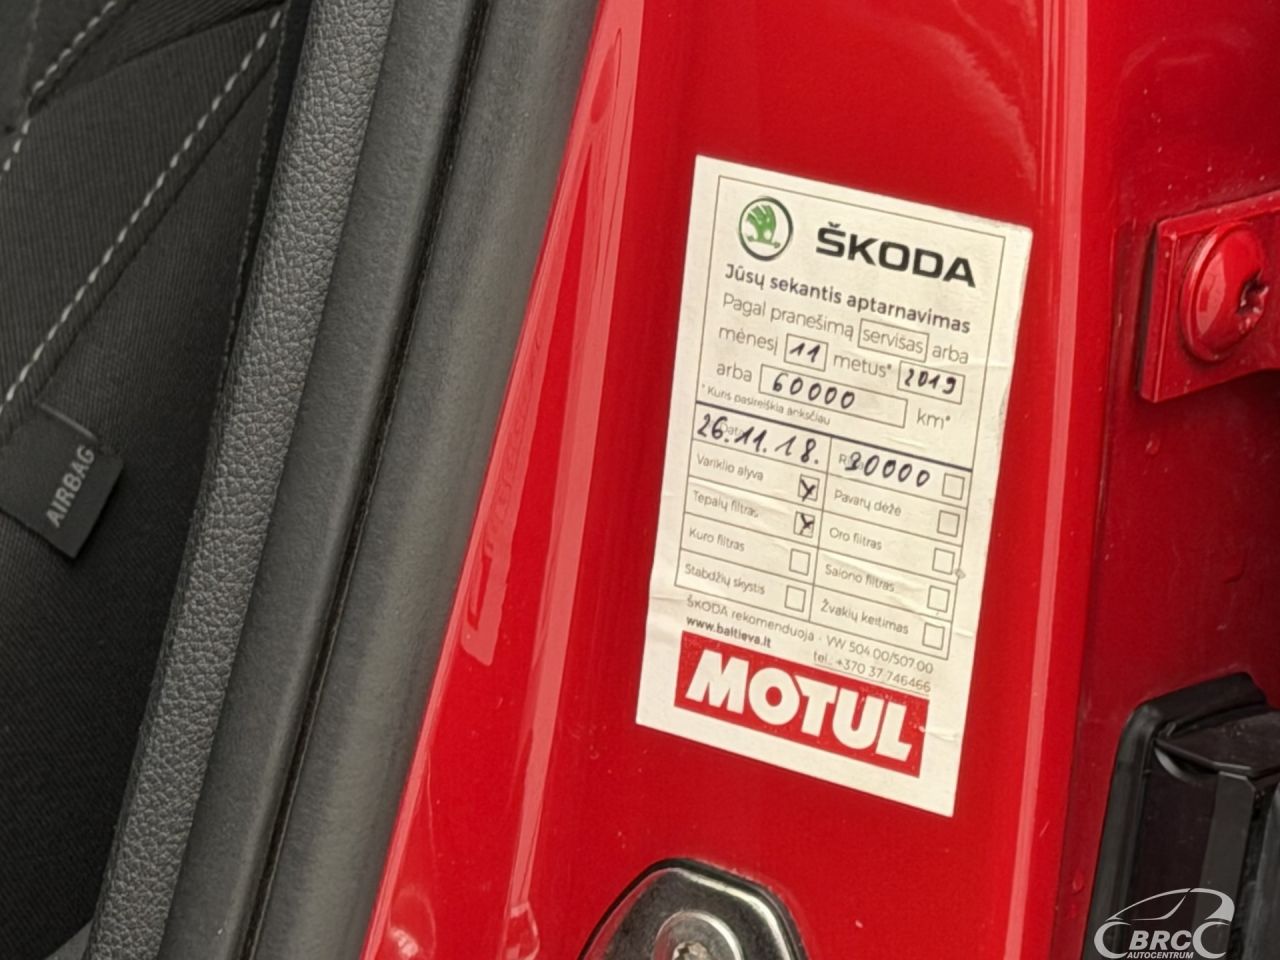 ŠKODA
Jūsų sekantis aptarnavimas
Pagal pranešimą servisas arba
mėnesį 11 metus* 2019
arba 60000 km*
* Kuris pasireiškia anksčiau
Data 26.11.18. 30000
Variklio alyva Pavarų dėžė
Tepalų filtras Oro filtras
Kuro filtras Salono filtras
Stabdžių skystis Žvakių keitimas
ŠKODA rekomenduoja - VW 504 00/507.00
www.baltieva.lt tel.: +370 37 746466
MOTUL
AIRBAG
BRC
AUTOCENTRUM